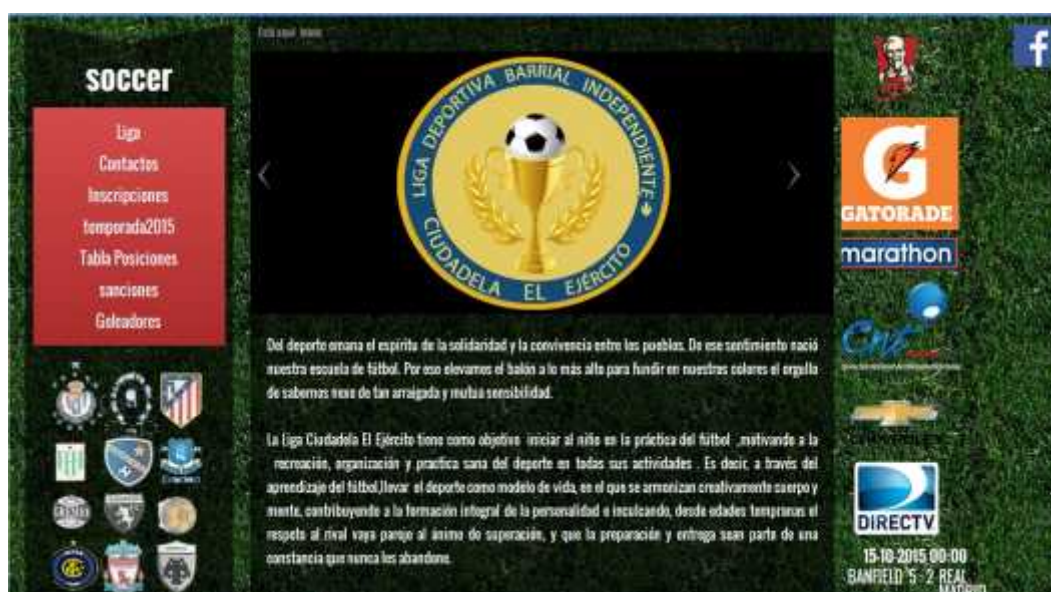 soccer
Liga
Contactos
Inscripciones
temporada2015
Tabla Posiciones
sanciones
Goleadores
Está aquí: Inicio
LIGA DEPORTIVA BARRIAL INDEPENDIENTE
CIUDADELA EL EJÉRCITO
Del deporte emana el espíritu de la solidaridad y la convivencia entre los pueblos. De ese sentimiento nació
nuestra escuela de fútbol. Por eso elevamos el balón a lo más alto para fundir en nuestros colores el orgullo
de sabernos nexo de tan arraigada y mutua sensibilidad.
La Liga Ciudadela El Ejército tiene como objetivo iniciar al niño en la práctica del fútbol ,motivando a la
recreación, organización y practica sana del deporte en todas sus actividades . Es decir, a través del
aprendizaje del fútbol,llevar el deporte como modelo de vida, en el que se armonizan creativamente cuerpo y
mente, contribuyendo a la formación integral de la personalidad e inculcando, desde edades tempranas el
respeto al rival vaya parejo al ánimo de superación, y que la preparación y entrega sean parte de una
constancia que nunca les abandone.
f
G
GATORADE
marathon
CHEVROLET
DIRECTV
15-10-2015 00:00
BANFIELD 5 - 2 REAL
MADRID